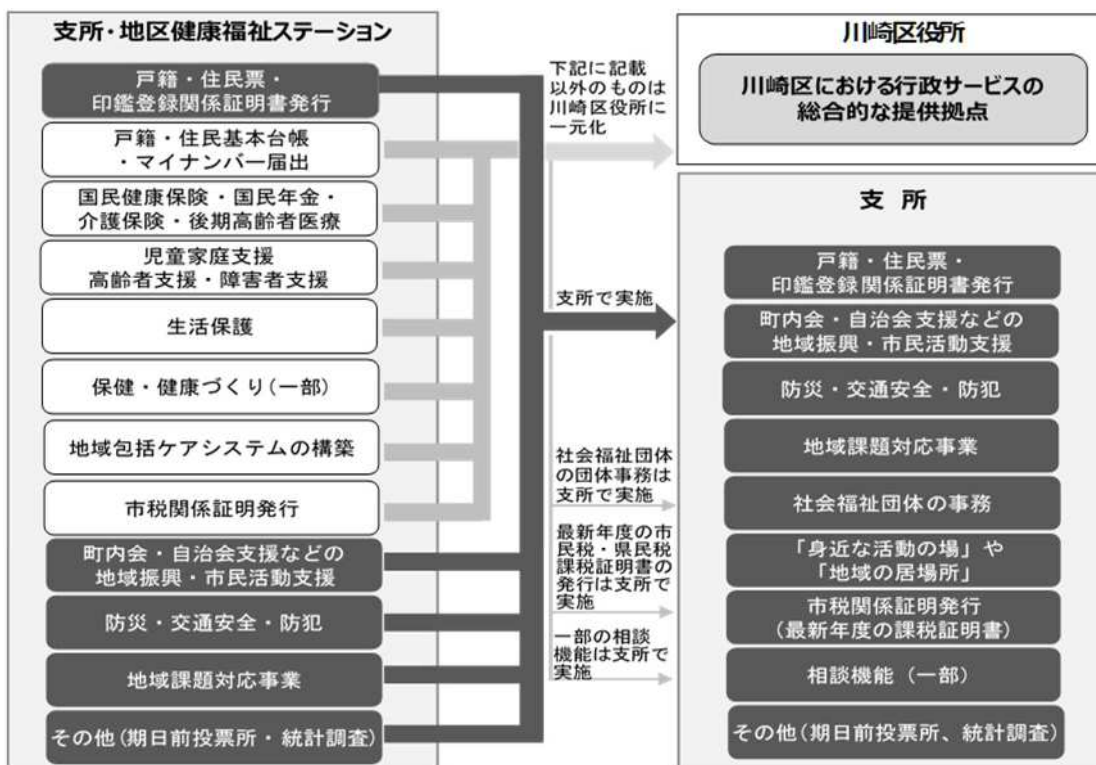 支所・地区健康福祉ステーション
戸籍・住民票・
印鑑登録関係証明書発行
戸籍・住民基本台帳
・マイナンバー届出
国民健康保険・国民年金・
介護保険・後期高齢者医療
児童家庭支援
高齢者支援・障害者支援
生活保護
保健・健康づくり(一部)
地域包括ケアシステムの構築
市税関係証明発行
町内会・自治会支援などの
地域振興・市民活動支援
防災・交通安全・防犯
地域課題対応事業
その他(期日前投票所・統計調査)
下記に記載
以外のものは
川崎区役所に
一元化
支所で実施
社会福祉団体
の団体事務は
支所で実施
最新年度の市
民税・県民税
課税証明書の
発行は支所で
実施
一部の相談
機能は支所で
実施
川崎区役所
川崎区における行政サービスの
総合的な提供拠点
支所
戸籍・住民票・
印鑑登録関係証明書発行
町内会・自治会支援などの
地域振興・市民活動支援
防災・交通安全・防犯
地域課題対応事業
社会福祉団体の事務
「身近な活動の場」や
「地域の居場所」
市税関係証明発行
(最新年度の課税証明書)
相談機能(一部)
その他(期日前投票所、統計調査)